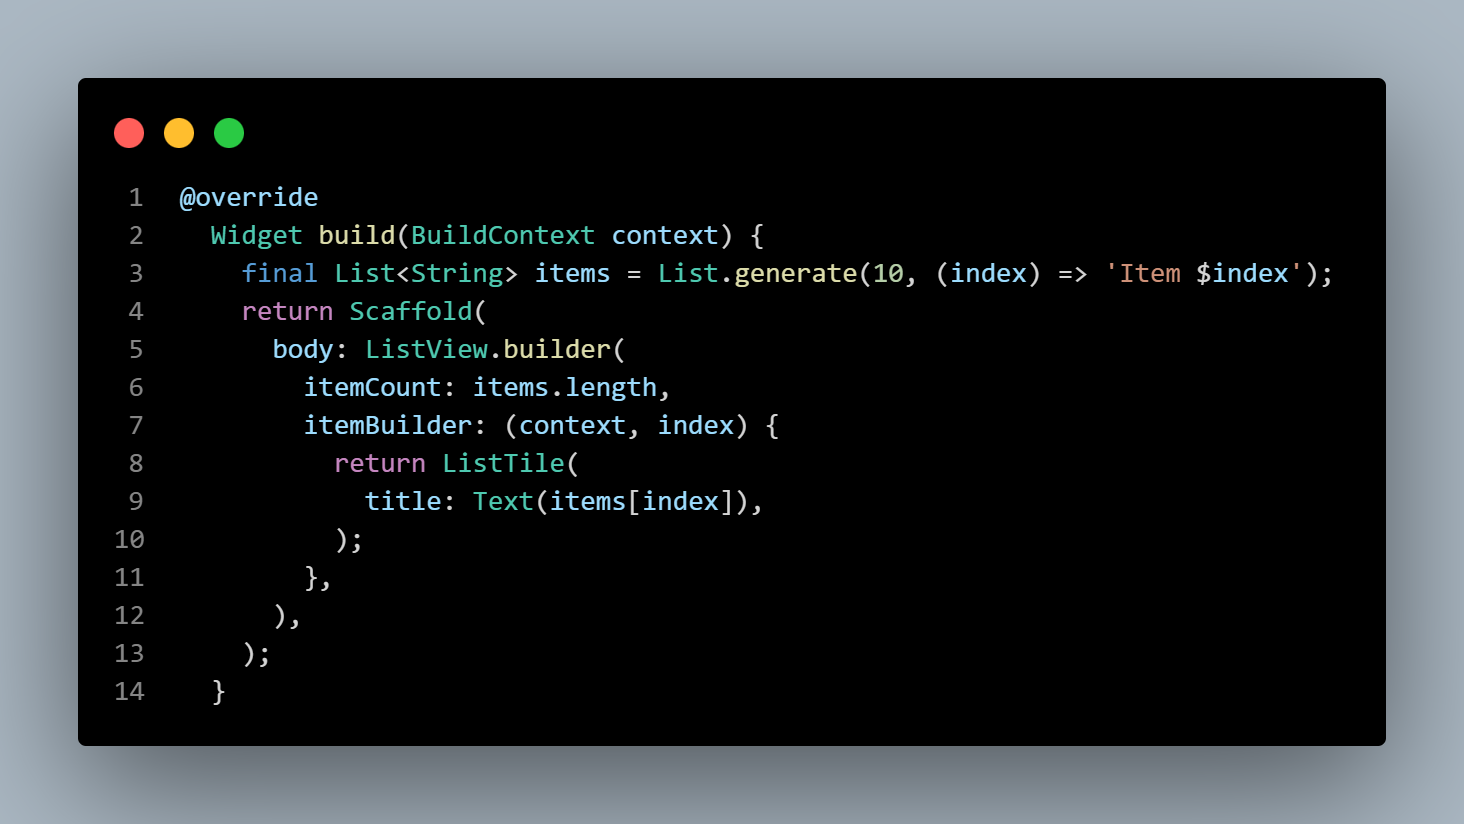 1 @override
2   Widget build(BuildContext context) {
3     final List<String> items = List.generate(10, (index) => 'Item $index');
4     return Scaffold(
5       body: ListView.builder(
6         itemCount: items.length,
7         itemBuilder: (context, index) {
8           return ListTile(
9             title: Text(items[index]),
10           );
11         },
12       ),
13     );
14   }